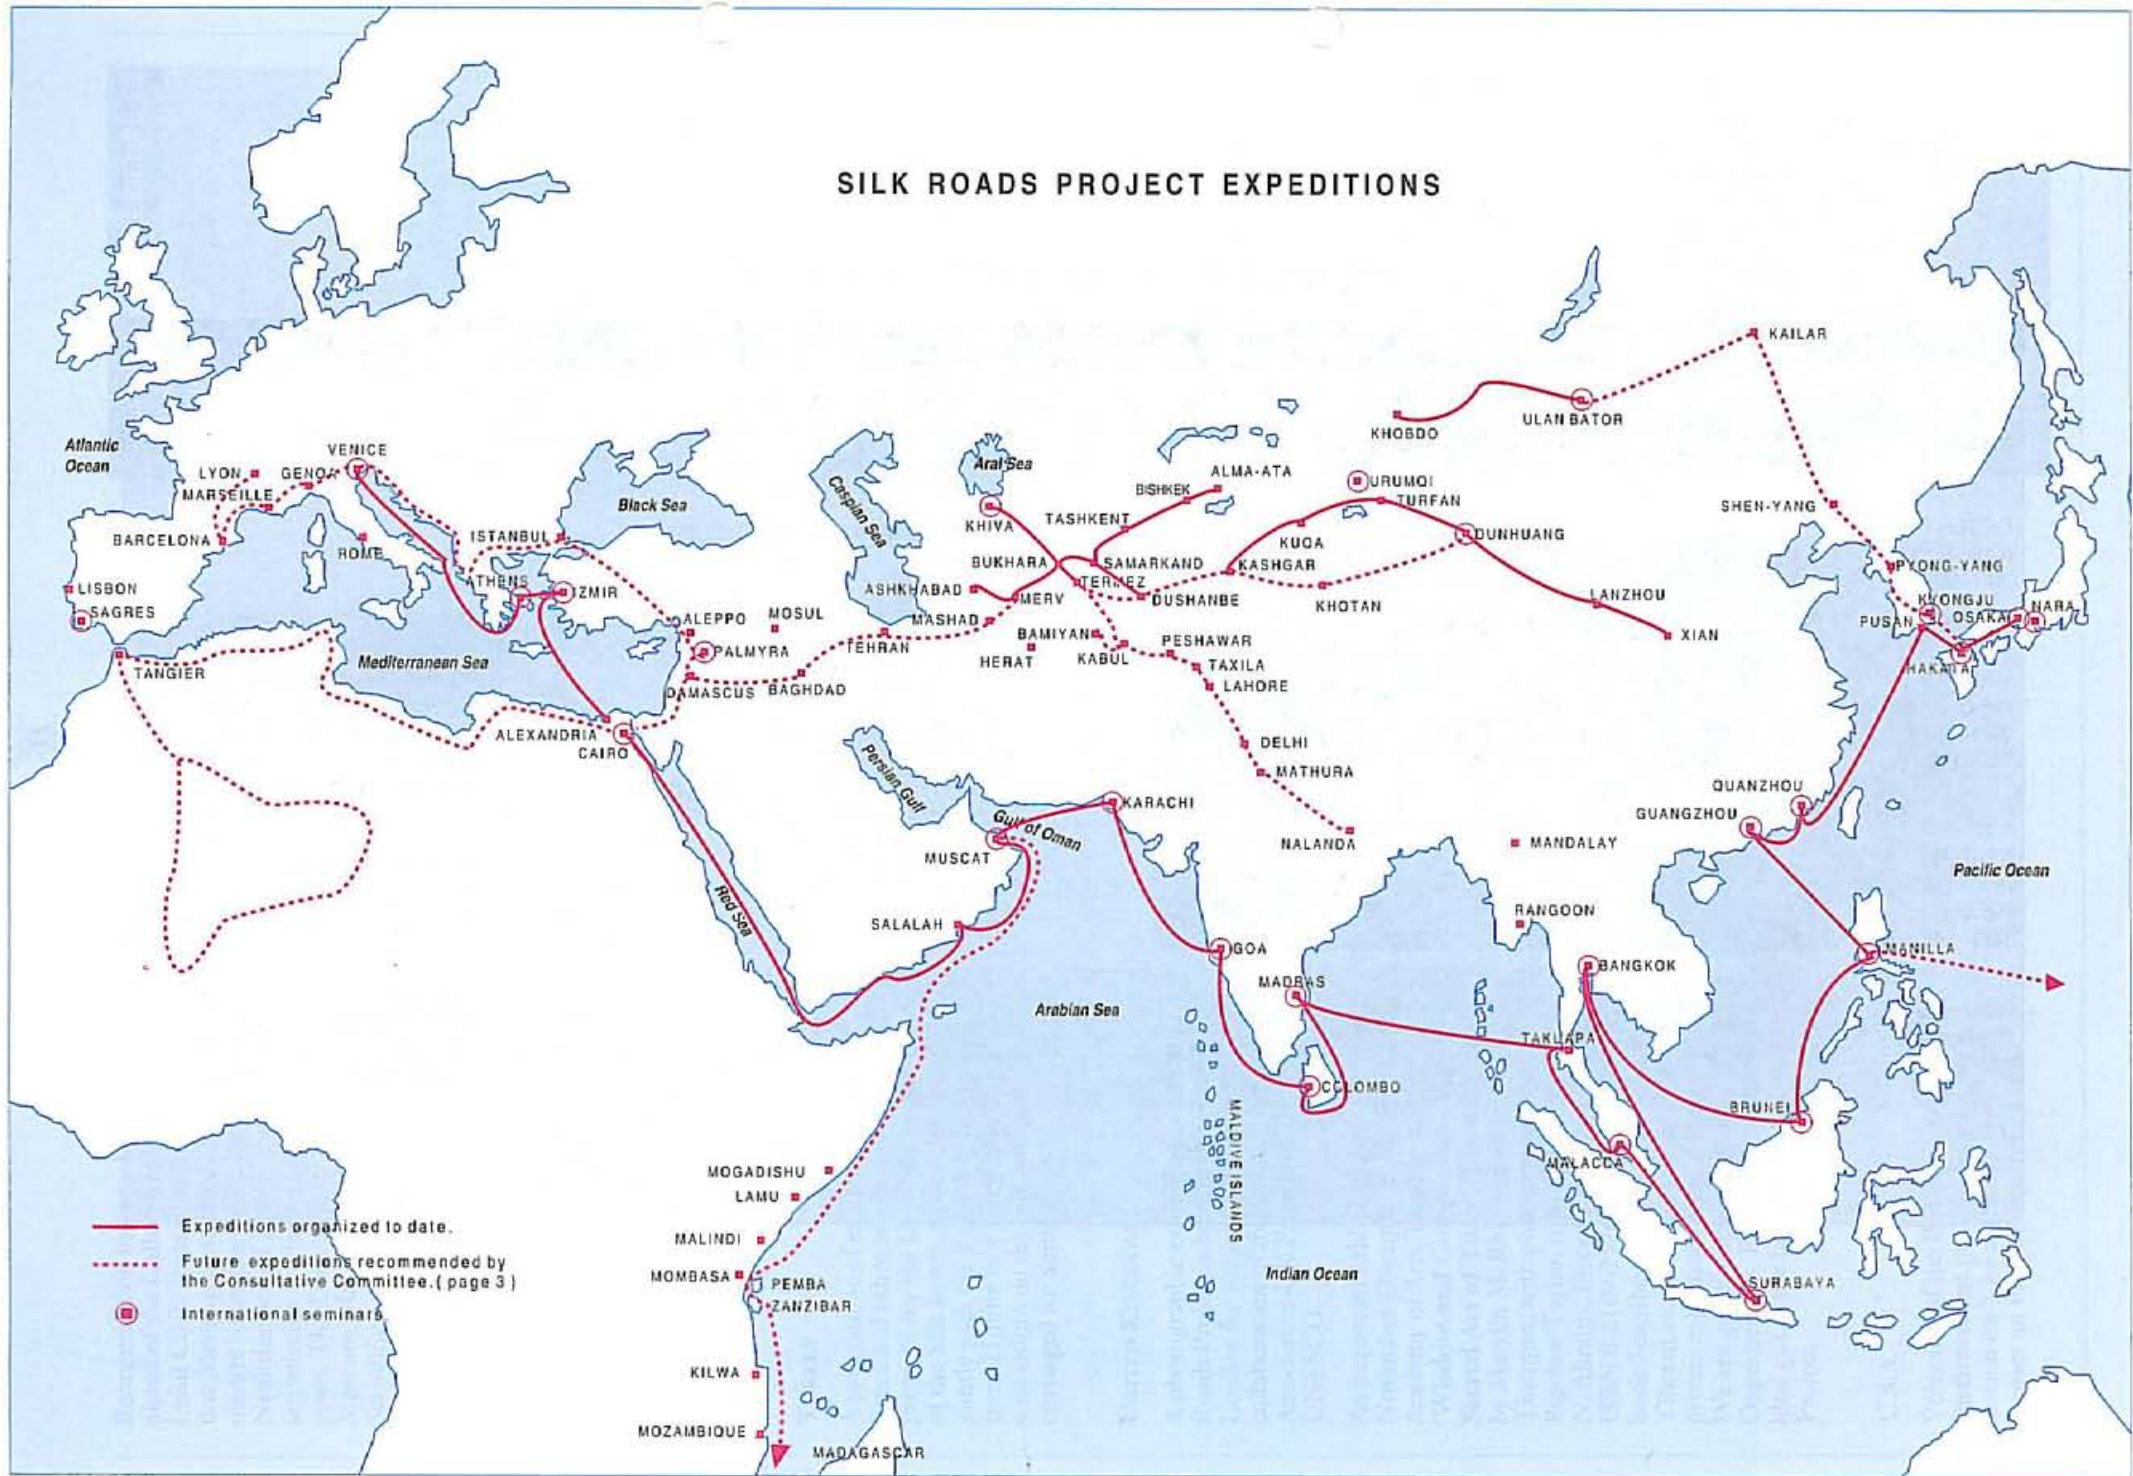 SILK ROADS PROJECT EXPEDITIONS
KAILAR
KHOBDO
ULAN BATOR
Atlantic
Ocean
VENICE
LYON
GENOA
MARSEILLE
BARCELONA
ROME
LISBON
SAGRES
TANGIER
Mediterranean Sea
ISTANBUL
ATHENS
IZMIR
Black Sea
Caspian Sea
Aral Sea
KHIVA
BUKHARA
TASHKENT
BISHKEK
ALMA-ATA
SAMARKAND
TERMEZ
DUSHANBE
ASHKHABAD
MERV
MASHAD
URUMQI
TURFAN
KUQA
KASHGAR
KHOTAN
DUNHUANG
LANZHOU
XIAN
SHEN-YANG
PYONG-YANG
KYONGJU
PUSAN
OSAKA
NARA
HAKATA
ALEPPO
MOSUL
PALMYRA
DAMASCUS
BAGHDAD
TEHRAN
HERAT
BAMIYAN
KABUL
PESHAWAR
TAXILA
LAHORE
DELHI
MATHURA
NALANDA
ALEXANDRIA
CAIRO
Persian Gulf
Gulf of Oman
KARACHI
MUSCAT
SALALAH
Red Sea
QUANZHOU
GUANGZHOU
MANDALAY
RANGOON
Pacific Ocean
MANILLA
BANGKOK
GOA
MADRAS
Arabian Sea
TAKUAPA
COLOMBO
MALDIVE ISLANDS
BRUNEI
MALACCA
SURABAYA
Indian Ocean
MOGADISHU
LAMU
MALINDI
MOMBASA
PEMBA
ZANZIBAR
KILWA
MOZAMBIQUE
MADAGASCAR
Expeditions organized to date.
Future expeditions recommended by
the Consultative Committee.( page 3 )
International seminars.